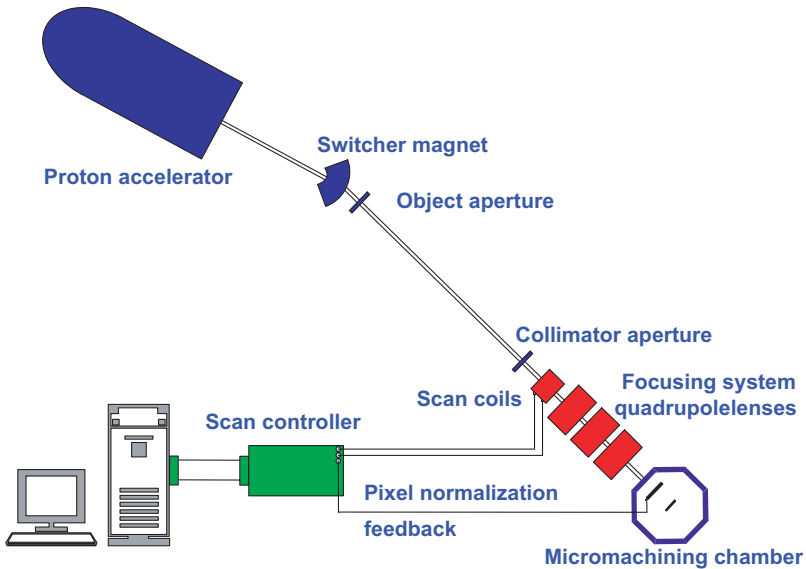 Switcher magnet
Proton accelerator
Object aperture
Collimator aperture
Focusing system
quadrupolelenses
Scan coils
Scan controller
Pixel normalization
feedback
Micromachining chamber